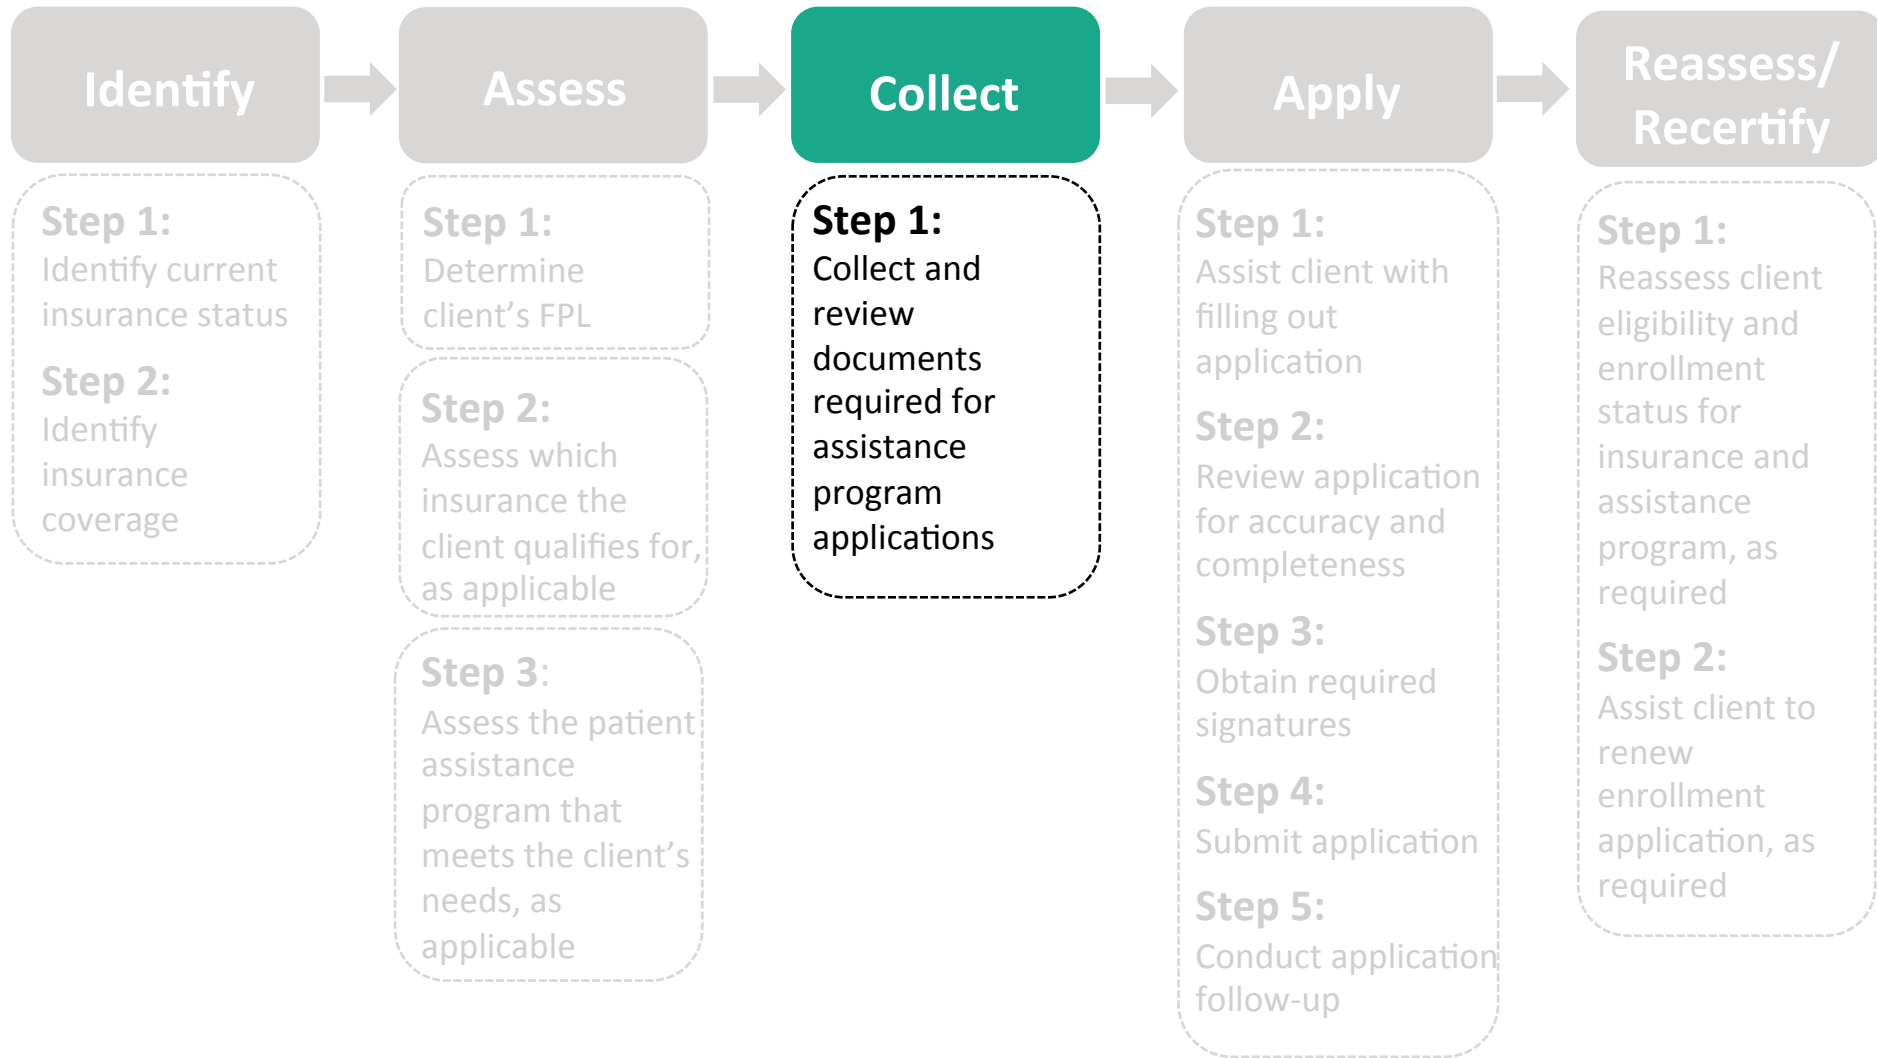 Identify
Assess
Collect
Apply
Reassess/
Recertify
Step 1:
Identify current
insurance status
Step 2:
Identify
insurance
coverage
Step 1:
Determine
client’s FPL
Step 2:
Assess which
insurance the
client qualifies for,
as applicable
Step 3:
Assess the patient
assistance
program that
meets the client’s
needs, as
applicable
Step 1:
Collect and
review
documents
required for
assistance
program
applications
Step 1:
Assist client with
filling out
application
Step 2:
Review application
for accuracy and
completeness
Step 3:
Obtain required
signatures
Step 4:
Submit application
Step 5:
Conduct application
follow-up
Step 1:
Reassess client
eligibility and
enrollment
status for
insurance and
assistance
program, as
required
Step 2:
Assist client to
renew
enrollment
application, as
required